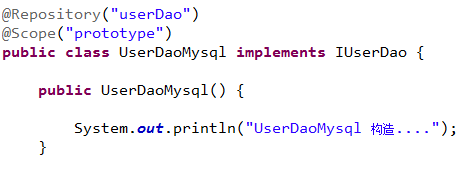 @Repository("userDao")
@Scope("prototype")
public class UserDaoMysql implements IUserDao {
public UserDaoMysql() {
System.out.println("UserDaoMysql 构造....");
}